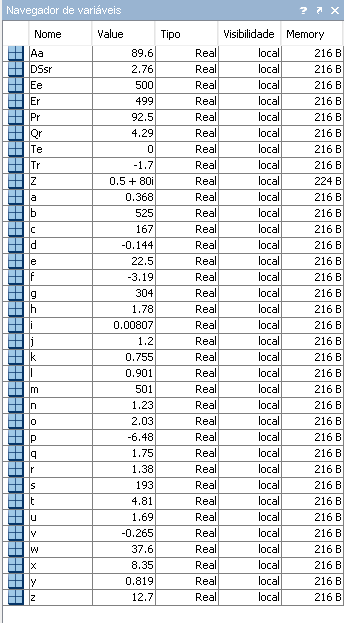 Navegador de variáveis ? ↗ ✕
Nome Value Tipo Visibilidade Memory
Aa 89.6 Real local 216 B
DSsr 2.76 Real local 216 B
Ee 500 Real local 216 B
Er 499 Real local 216 B
Pr 92.5 Real local 216 B
Qr 4.29 Real local 216 B
Te 0 Real local 216 B
Tr -1.7 Real local 216 B
Z 0.5 + 80i Real local 224 B
a 0.368 Real local 216 B
b 525 Real local 216 B
c 167 Real local 216 B
d -0.144 Real local 216 B
e 22.5 Real local 216 B
f -3.19 Real local 216 B
g 304 Real local 216 B
h 1.78 Real local 216 B
i 0.00807 Real local 216 B
j 1.2 Real local 216 B
k 0.755 Real local 216 B
l 0.901 Real local 216 B
m 501 Real local 216 B
n 1.23 Real local 216 B
o 2.03 Real local 216 B
p -6.48 Real local 216 B
q 1.75 Real local 216 B
r 1.38 Real local 216 B
s 193 Real local 216 B
t 4.81 Real local 216 B
u 1.69 Real local 216 B
v -0.265 Real local 216 B
w 37.6 Real local 216 B
x 8.35 Real local 216 B
y 0.819 Real local 216 B
z 12.7 Real local 216 B